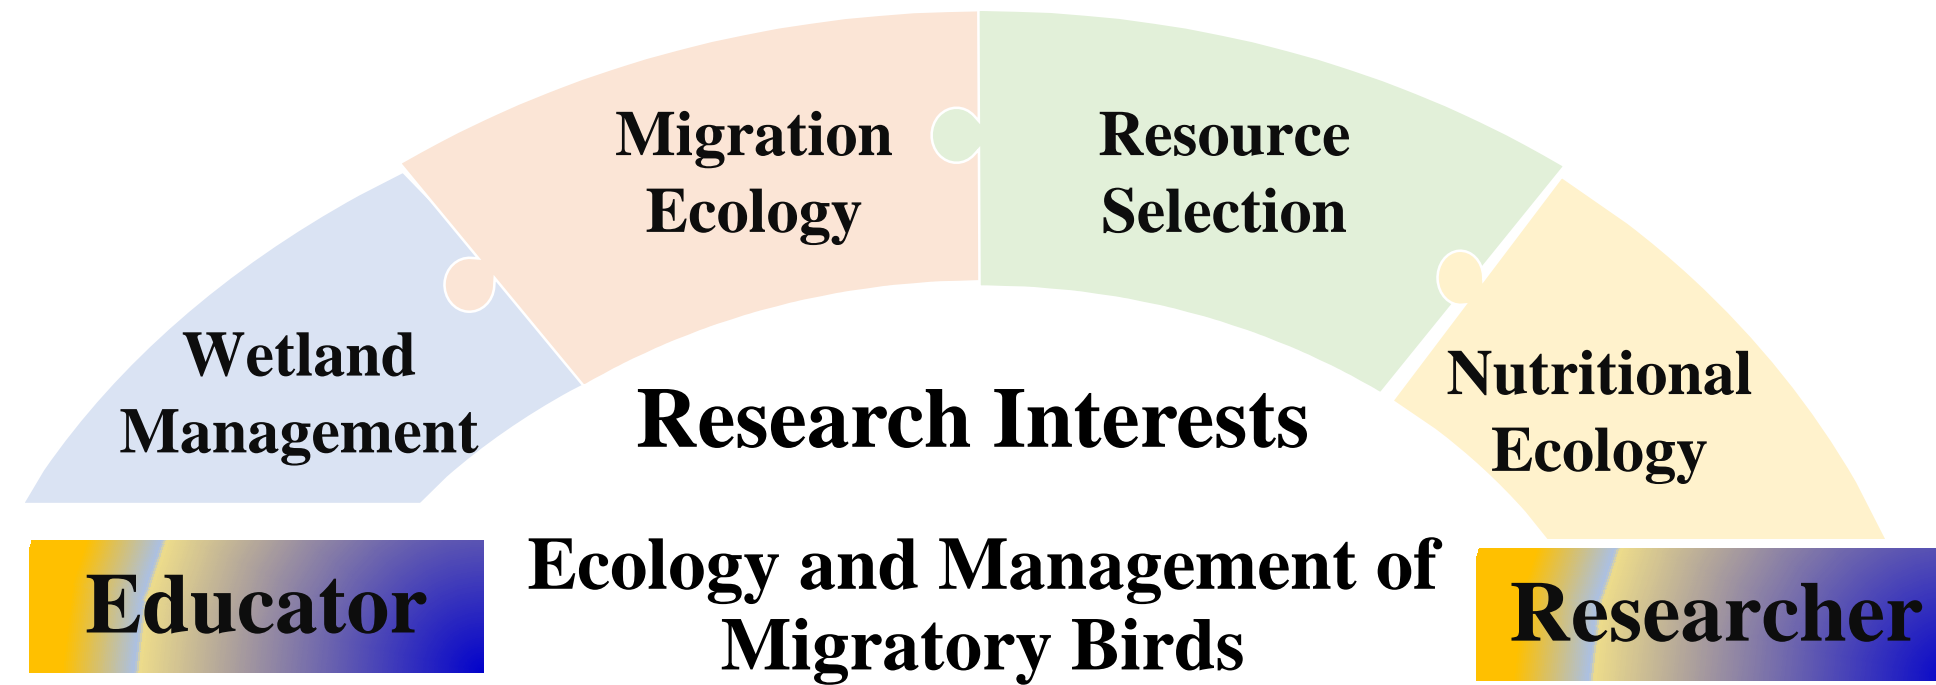 Migration
Ecology
Resource
Selection
Wetland
Management
Nutritional
Ecology
Research Interests
Ecology and Management of
Migratory Birds
Educator
Researcher